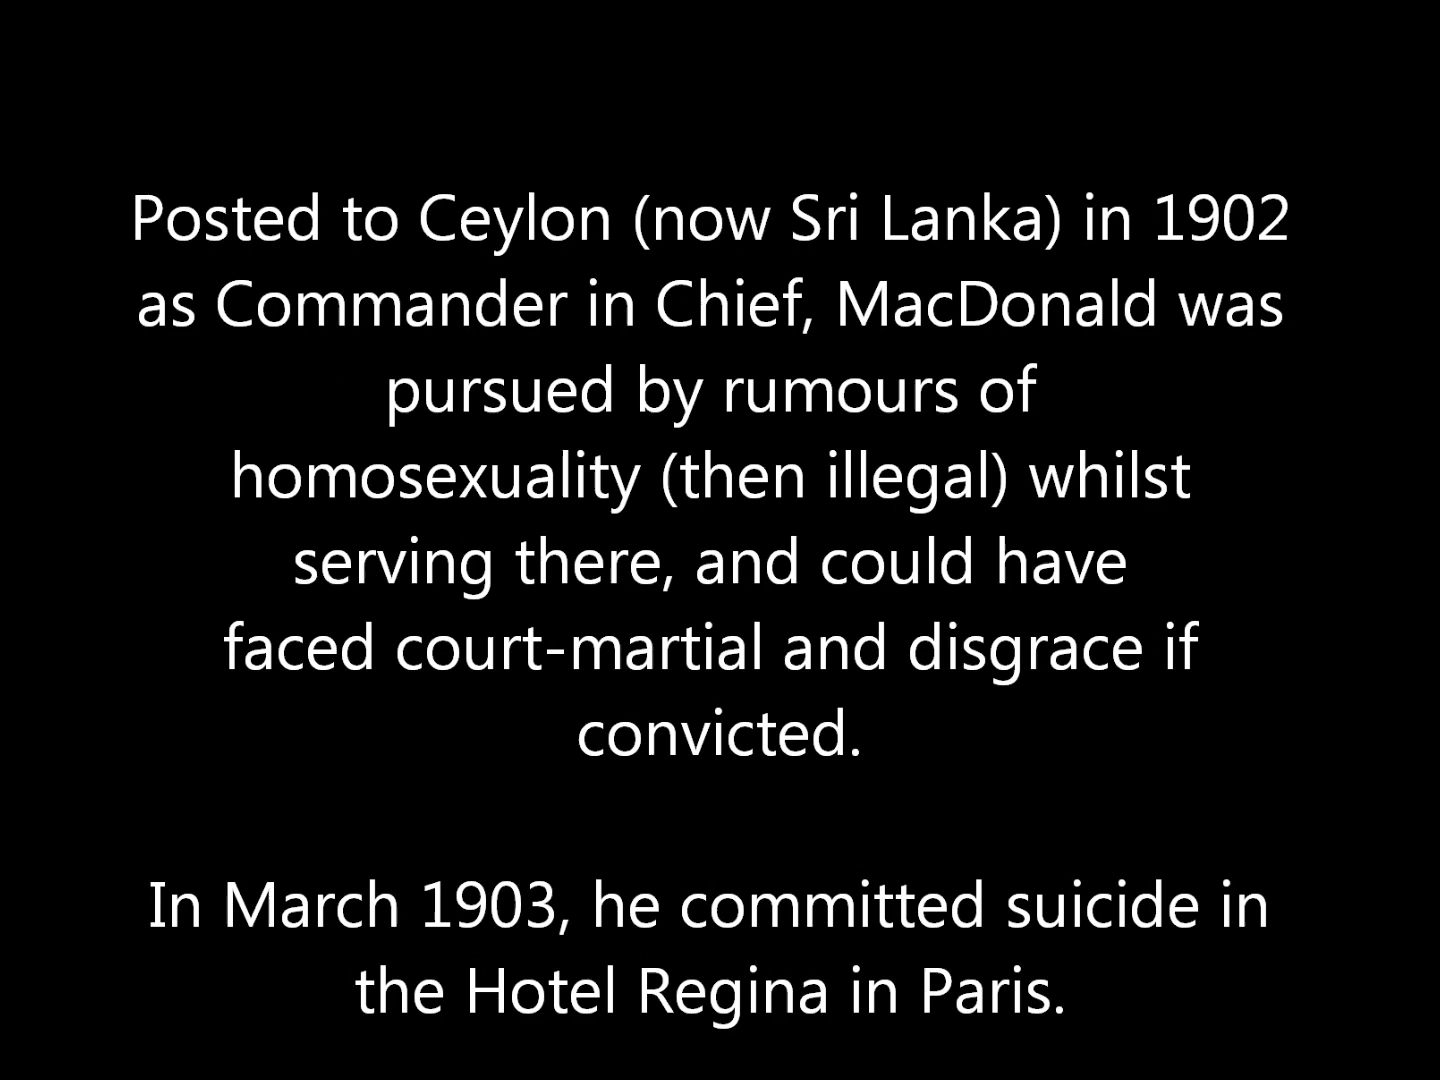 Posted to Ceylon (now Sri Lanka) in 1902
as Commander in Chief, MacDonald was
pursued by rumours of
homosexuality (then illegal) whilst
serving there, and could have
faced court-martial and disgrace if
convicted.
In March 1903, he committed suicide in
the Hotel Regina in Paris.